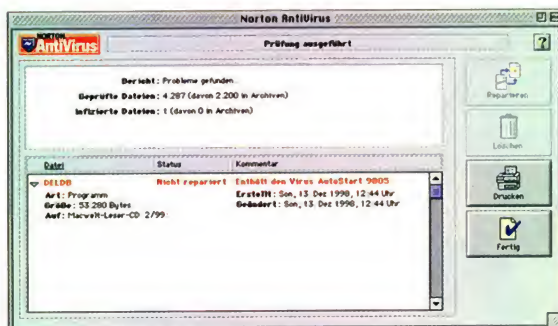 Norton AntiVirus
NORTON
AntiVirus
Prüfung ausgeführt
?
Bericht: Probleme gefunden
Geprüfte Dateien: 4.287 (davon 2.200 in Archiven)
Infizierte Dateien: 1 (davon 0 in Archiven)
Reparieren
Löschen
Drucken
Fertig
Datei Status Kommentar
DELDB Nicht repariert Enthält den Virus AutoStart 9805
Art: Programm Erstellt: Son, 13. Dez 1998, 12:44 Uhr
Größe: 53.280 Bytes Geändert: Son, 13. Dez 1998, 12:44 Uhr
Auf: Macwelt-Leser-CD 2/99